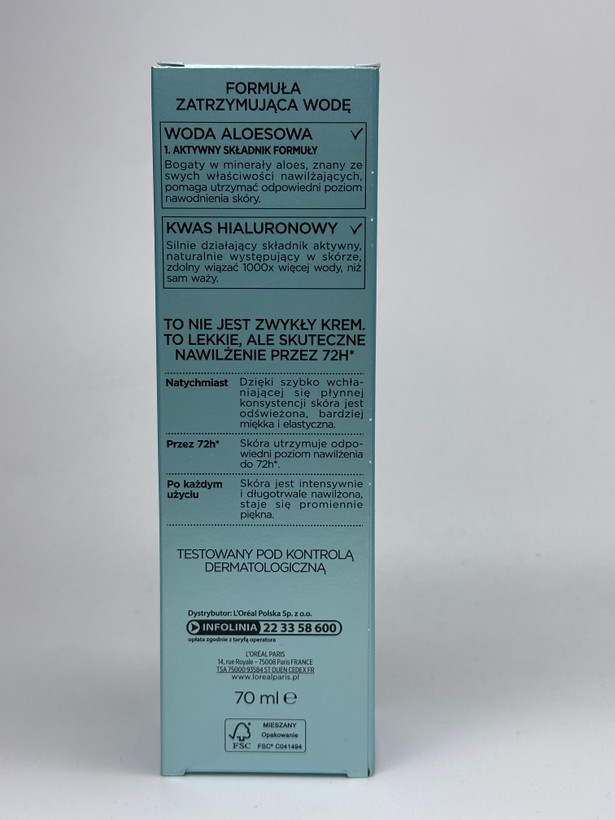 FORMUŁA
ZATRZYMUJĄCA WODĘ
WODA ALOESOWA
1. AKTYWNY SKŁADNIK FORMUŁY
Bogaty w minerały aloes, znany ze
swych właściwości nawilżających,
pomaga utrzymać odpowiedni poziom
nawodnienia skóry.
KWAS HIALURONOWY
Silnie działający składnik aktywny,
naturalnie występujący w skórze,
zdolny wiązać 1000x więcej wody, niż
sam waży.
TO NIE JEST ZWYKŁY KREM.
TO LEKKIE, ALE SKUTECZNE
NAWILŻENIE PRZEZ 72H*
Natychmiast Dzięki szybko wchła-
niającej się płynnej
konsystencji skóra jest
odświeżona, bardziej
miękka i elastyczna.
Przez 72h* Skóra utrzymuje odpo-
wiedni poziom nawilżenia
do 72h*.
Po każdym Skóra jest intensywnie
użyciu i długotrwale nawilżona,
staje się promiennie
piękna.
TESTOWANY POD KONTROLĄ
DERMATOLOGICZNĄ
Dystrybutor: L'Oréal Polska Sp. z o.o.
INFOLINIA 22 33 58 600
opłata zgodnie z taryfą operatora
L'ORÉAL PARIS
14, rue Royale – 75008 Paris FRANCE
TSA 75000 93584 ST OUEN CEDEX FR
www.lorealparis.pl
70 ml e
MIESZANY
Opakowanie
FSC FSC® C041494